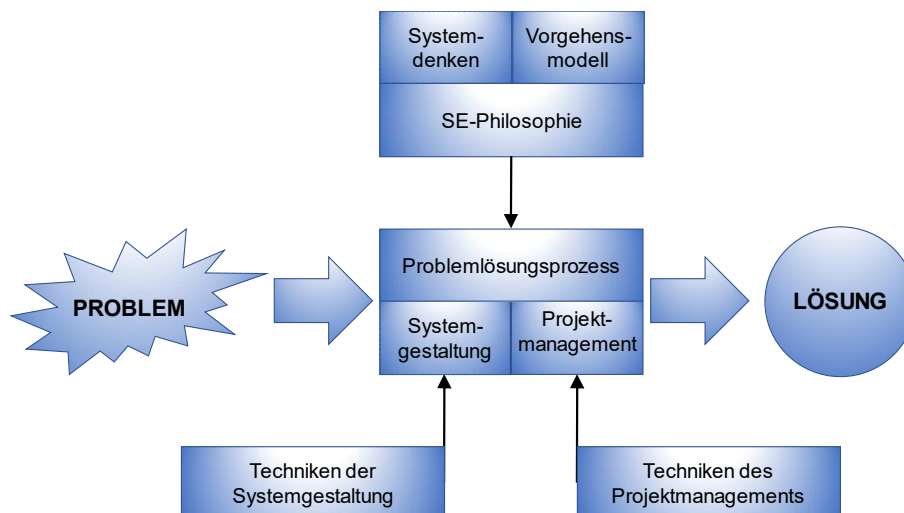 System-
denken
Vorgehens-
modell
SE-Philosophie
PROBLEM
Problemlösungsprozess
System-
gestaltung
Projekt-
management
LÖSUNG
Techniken der
Systemgestaltung
Techniken des
Projektmanagements